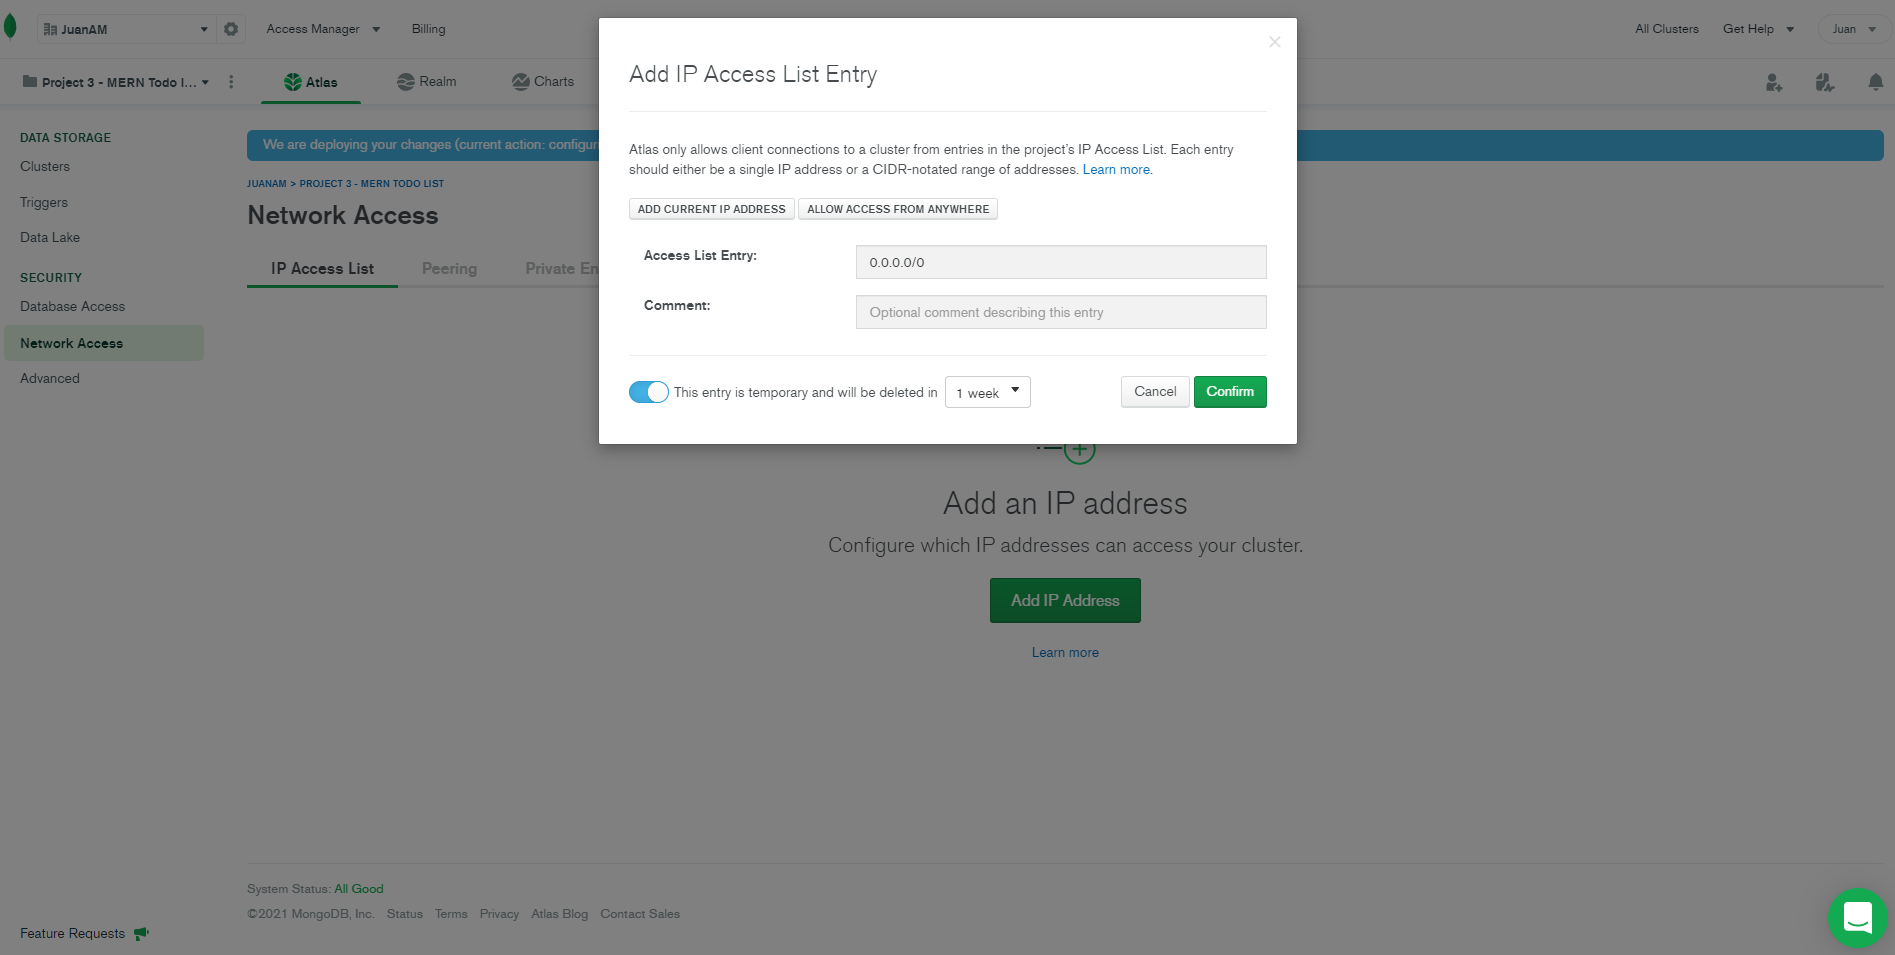 JuanAM
Access Manager
Billing
All Clusters
Get Help
Juan
Project 3 - MERN Todo l...
Atlas
Realm
Charts
DATA STORAGE
Clusters
Triggers
Data Lake
SECURITY
Database Access
Network Access
Advanced
Feature Requests
We are deploying your changes (current action: configur
JUANAM > PROJECT 3 - MERN TODO LIST
Network Access
IP Access List
Peering
Private En
Add IP Access List Entry
Atlas only allows client connections to a cluster from entries in the project's IP Access List. Each entry
should either be a single IP address or a CIDR-notated range of addresses. Learn more.
ADD CURRENT IP ADDRESS
ALLOW ACCESS FROM ANYWHERE
Access List Entry:
0.0.0.0/0
Comment:
Optional comment describing this entry
This entry is temporary and will be deleted in
1 week
Cancel
Confirm
Add an IP address
Configure which IP addresses can access your cluster.
Add IP Address
Learn more
System Status: All Good
©2021 MongoDB, Inc.
Status
Terms
Privacy
Atlas Blog
Contact Sales